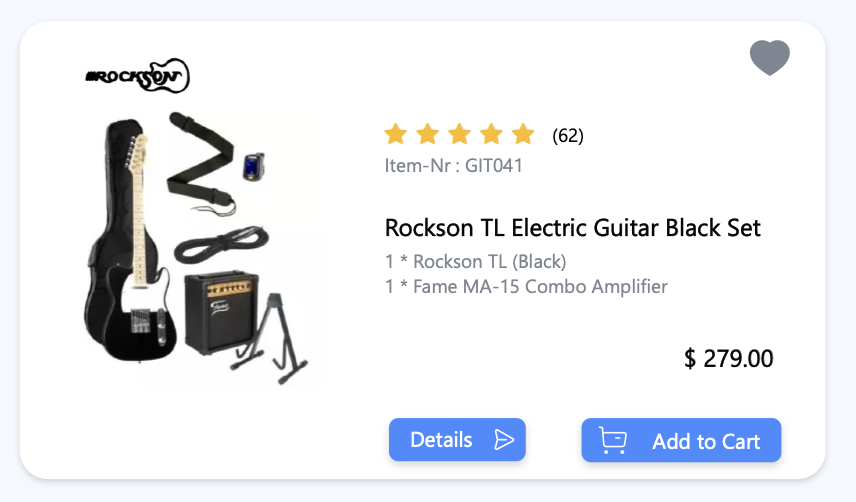 ROCKSON
(62)
Item-Nr : GIT041
Rockson TL Electric Guitar Black Set
1 * Rockson TL (Black)
1 * Fame MA-15 Combo Amplifier
Fame
$ 279.00
Details
Add to Cart